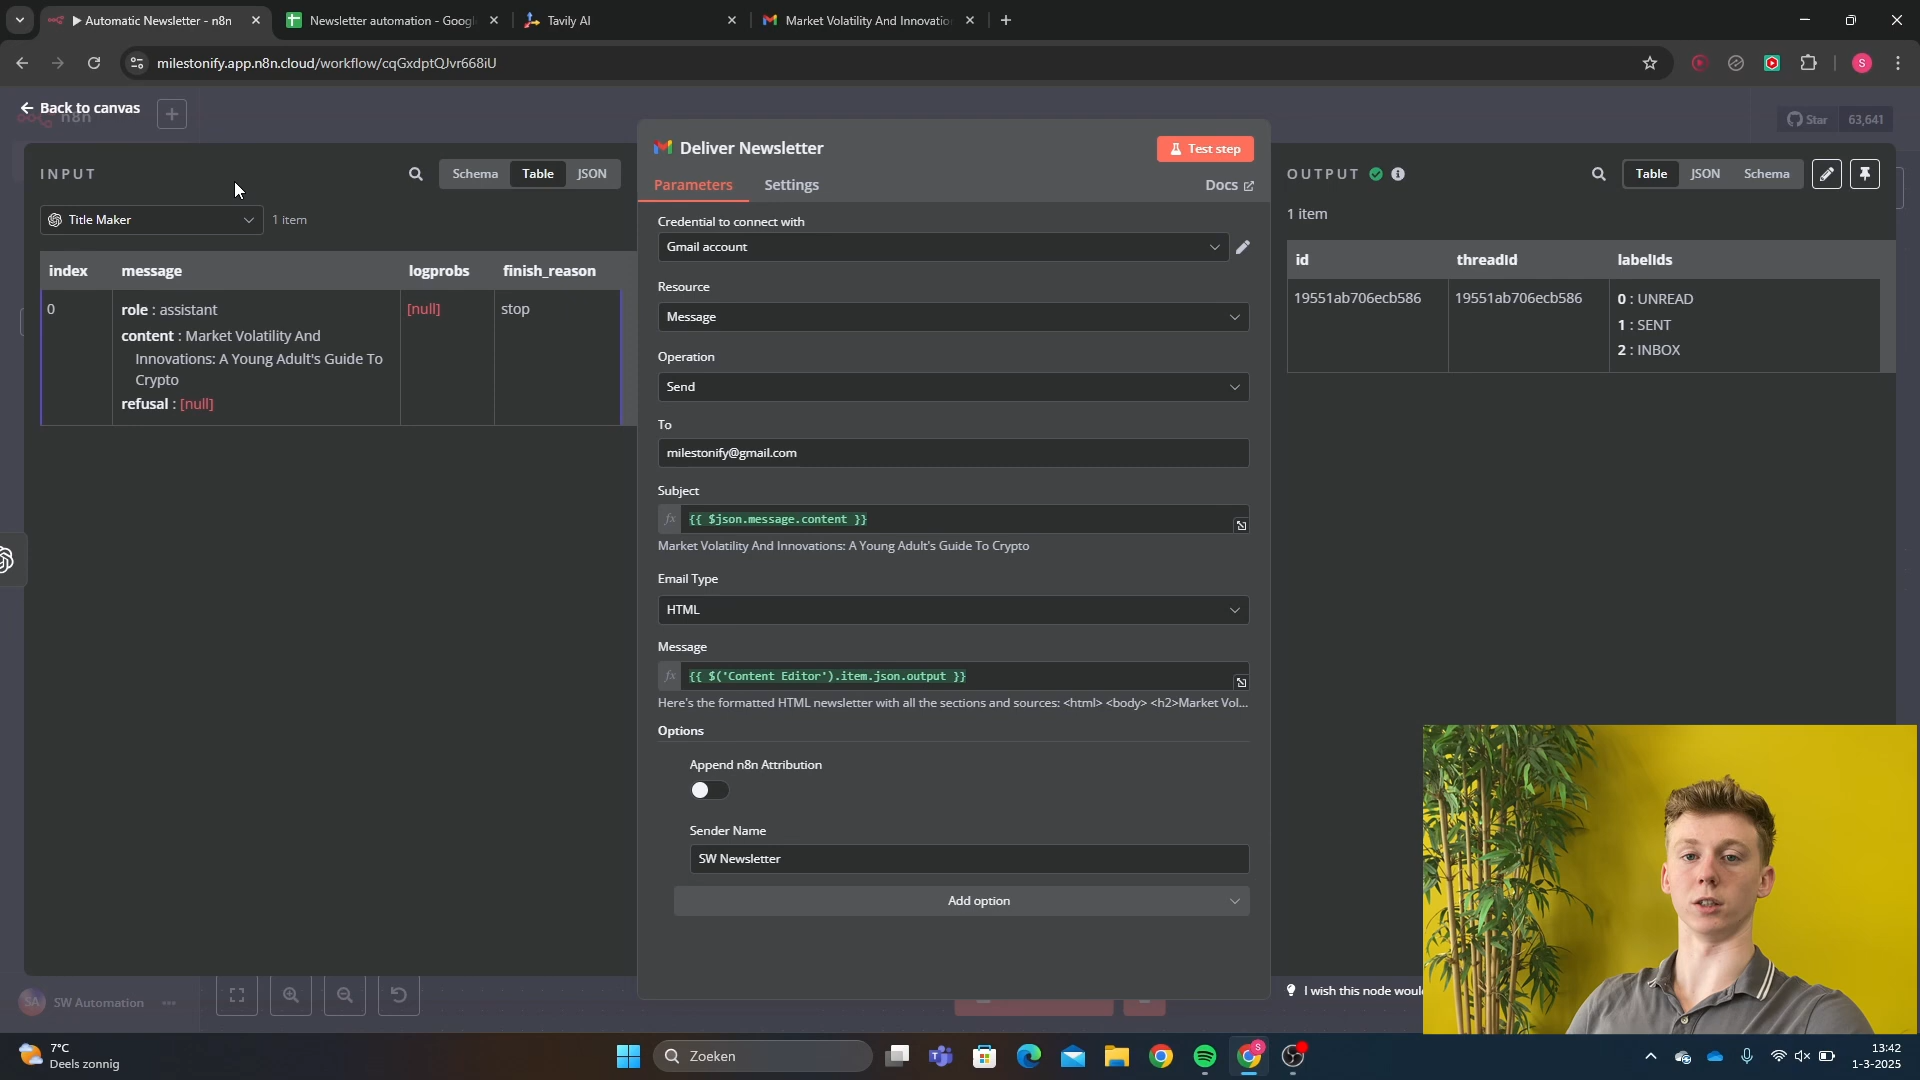 Automatic Newsletter - n8n
Newsletter automation - Googl
Tavily AI
Market Volatility And Innovatio
milestonify.app.n8n.cloud/workflow/cqGxdptQJvr668iU
Back to canvas
n8n
Star 63,641
INPUT
Schema Table JSON
Title Maker
1 item
index message logprobs finish_reason
0
role : assistant
[null]
stop
content : Market Volatility And
Innovations: A Young Adult's Guide To
Crypto
refusal : [null]
Deliver Newsletter
Test step
Parameters Settings Docs
Credential to connect with
Gmail account
Resource
Message
Operation
Send
To
milestonify@gmail.com
Subject
fx {{ $json.message.content }}
Market Volatility And Innovations: A Young Adult's Guide To Crypto
Email Type
HTML
Message
fx {{ $('Content Editor').item.json.output }}
Here's the formatted HTML newsletter with all the sections and sources: <html> <body> <h2>Market Vol...
Options
Append n8n Attribution
Sender Name
SW Newsletter
Add option
OUTPUT
Table JSON Schema
1 item
id threadId labelIds
19551ab706ecb586 19551ab706ecb586 0 : UNREAD
1 : SENT
2 : INBOX
I wish this node would
SA SW Automation
7°C
Deels zonnig
Zoeken
13:42
1-3-2025